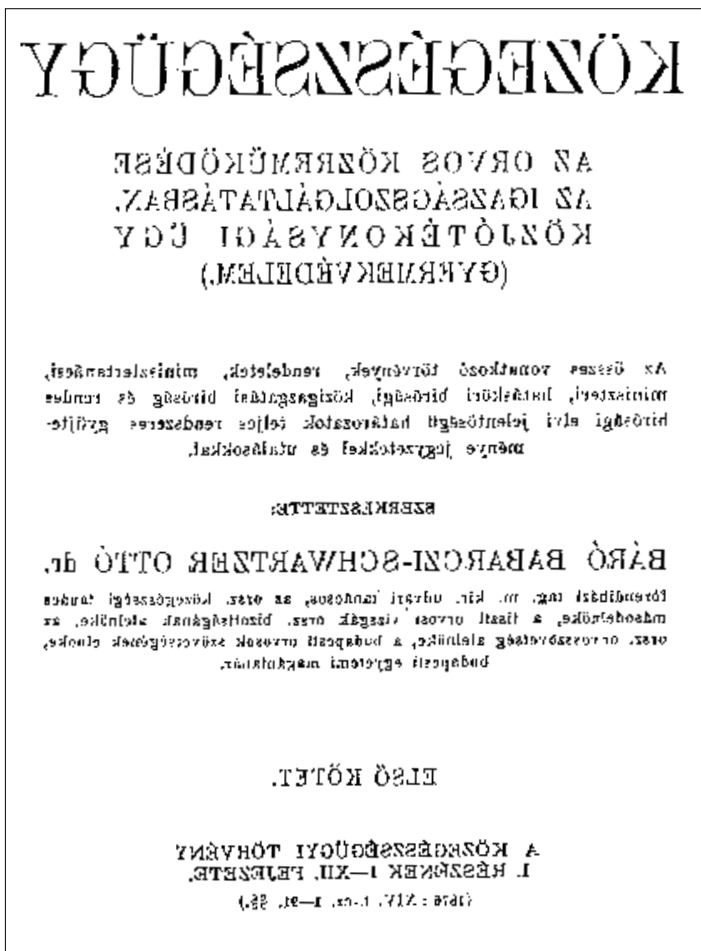 KÖZEGÉSZSÉGÜGY
AZ ORVOS KÖZREMŰKÖDÉSE
AZ IGAZSÁGSZOLGÁLTATÁSBAN.
KÖZJÓTÉKONYSÁGI ÜGY
(GYERMEKVÉDELEM.)
Az összes vonatkozó törvények, rendeletek, minisztertanácsi,
miniszteri, hatásköri bírósági, közigazgatási bíróság és rendes
bírósági elvi jelentőségű határozatok teljes rendszeres gyűjte-
ménye jegyzetekkel és utalásokkal.
SZERKESZTETTE:
BÁRÓ BABARCZI-SCHWARTZER OTTÓ dr.
főrendiházi tag, m. kir. udvari tanácsos, az orsz. közegészségi tanács
másodelnöke, a tiszti orvosi vizsgák orsz. bizottságának alelnöke, az
orsz. orvosszövetség alelnöke, a budapesti orvosok szövetségének elnöke,
budapesti egyetemi magántanár.
ELSŐ KÖTET.
A KÖZEGÉSZSÉGÜGYI TÖRVÉNY
I. RÉSZÉNEK I—XII. FEJEZETE.
(1876 : XIV. t.-cz. 1—91. §§.)